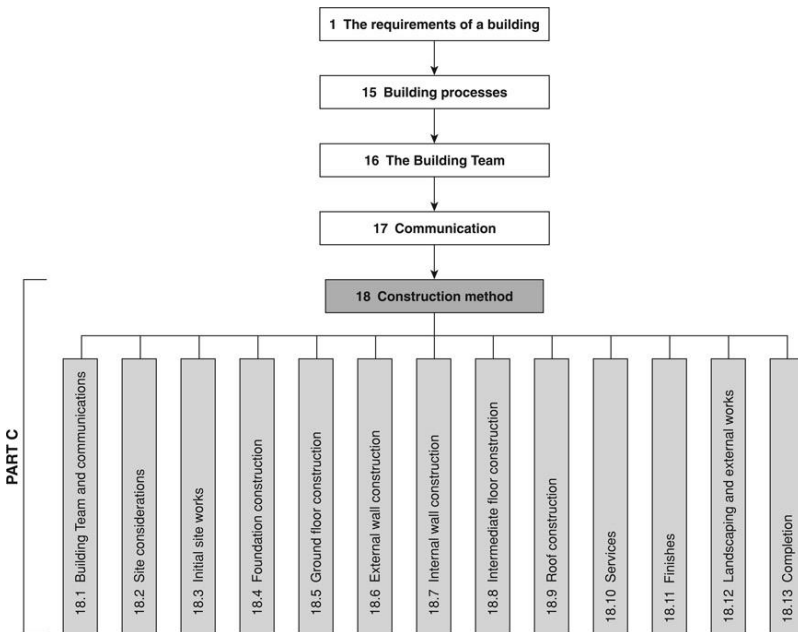 1 The requirements of a building
15 Building processes
16 The Building Team
17 Communication
18 Construction method
PART C
18.1 Building Team and communications
18.2 Site considerations
18.3 Initial site works
18.4 Foundation construction
18.5 Ground floor construction
18.6 External wall construction
18.7 Internal wall construction
18.8 Intermediate floor construction
18.9 Roof construction
18.10 Services
18.11 Finishes
18.12 Landscaping and external works
18.13 Completion